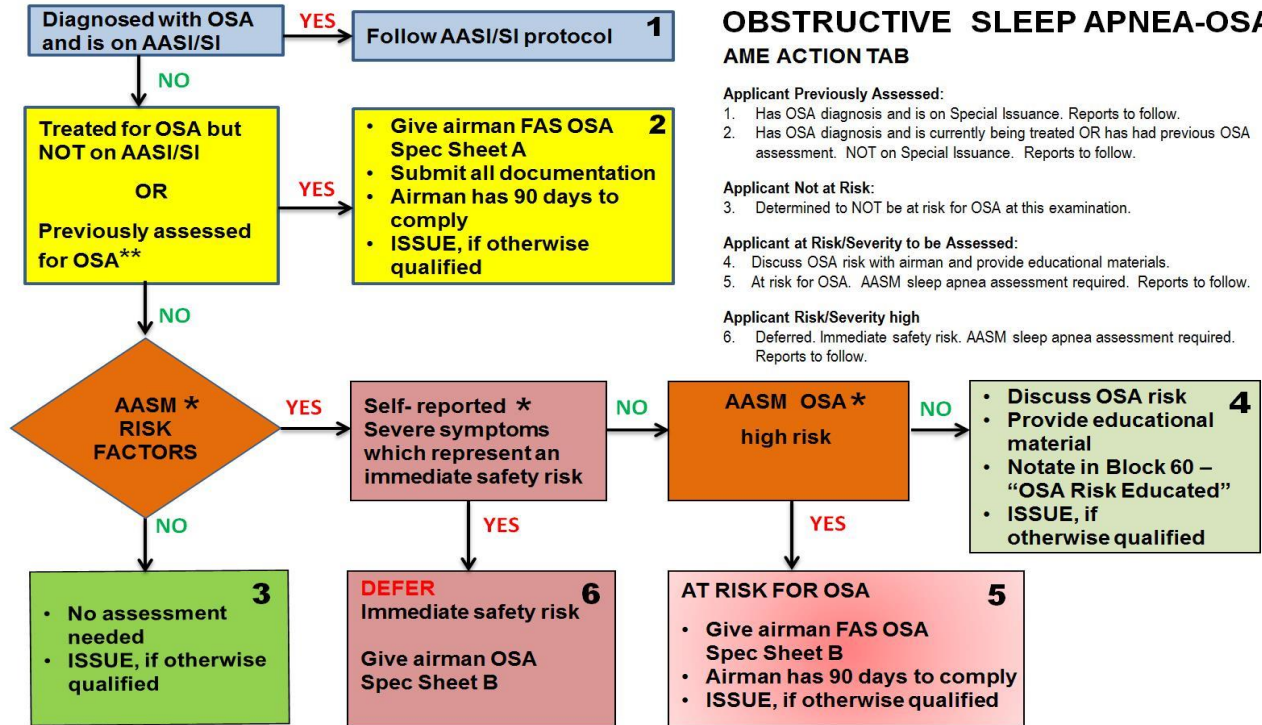 Diagnosed with OSA
and is on AASI/SI
YES
Follow AASI/SI protocol
1
NO
Treated for OSA but
NOT on AASI/SI
OR
Previously assessed
for OSA**
YES
2
• Give airman FAS OSA
Spec Sheet A
• Submit all documentation
• Airman has 90 days to
comply
• ISSUE, if otherwise
qualified
NO
OBSTRUCTIVE SLEEP APNEA-OSA
AME ACTION TAB
Applicant Previously Assessed:
1. Has OSA diagnosis and is on Special Issuance. Reports to follow.
2. Has OSA diagnosis and is currently being treated OR has had previous OSA
assessment. NOT on Special Issuance. Reports to follow.
Applicant Not at Risk:
3. Determined to NOT be at risk for OSA at this examination.
Applicant at Risk/Severity to be Assessed:
4. Discuss OSA risk with airman and provide educational materials.
5. At risk for OSA. AASM sleep apnea assessment required. Reports to follow.
Applicant Risk/Severity high
6. Deferred. Immediate safety risk. AASM sleep apnea assessment required.
Reports to follow.
AASM *
RISK
FACTORS
YES
Self- reported *
Severe symptoms
which represent an
immediate safety risk
NO
AASM OSA *
high risk
NO
4
• Discuss OSA risk
• Provide educational
material
• Notate in Block 60 –
“OSA Risk Educated”
• ISSUE, if
otherwise qualified
NO
YES
YES
3
• No assessment
needed
• ISSUE, if otherwise
qualified
DEFER
6
Immediate safety risk
Give airman OSA
Spec Sheet B
AT RISK FOR OSA
5
• Give airman FAS OSA
Spec Sheet B
• Airman has 90 days to comply
• ISSUE, if otherwise qualified